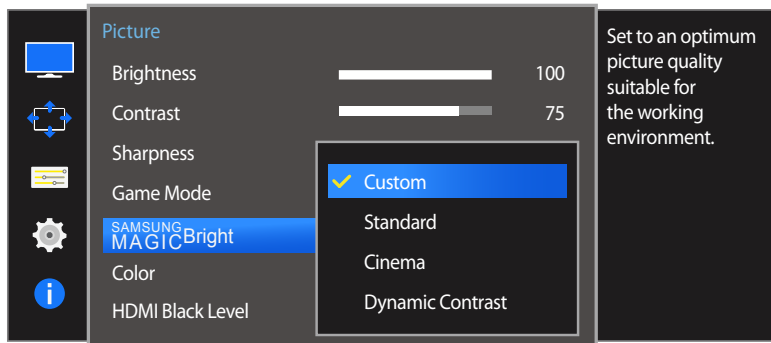 Picture
Brightness 100
Contrast 75
Sharpness
Game Mode
SAMSUNG
MAGICBright
Color
HDMI Black Level
Custom
Standard
Cinema
Dynamic Contrast
Set to an optimum
picture quality
suitable for
the working
environment.
i